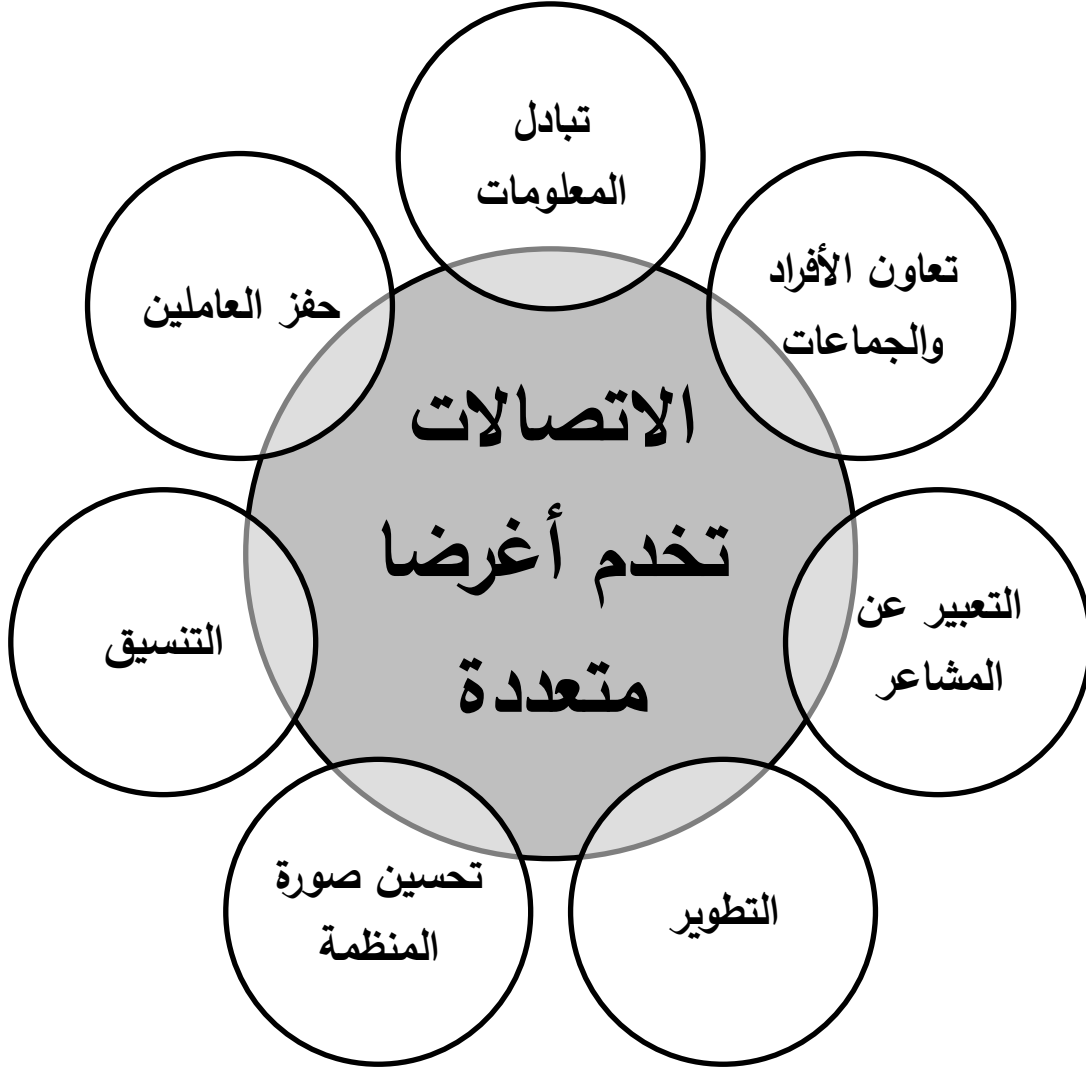 تبادل
المعلومات
تعاون الأفراد
والجماعات
حفز العاملين
الاتصالات
تخدم أغرضا
متعددة
التعبير عن
المشاعر
التنسيق
تحسين صورة
المنظمة
التطوير